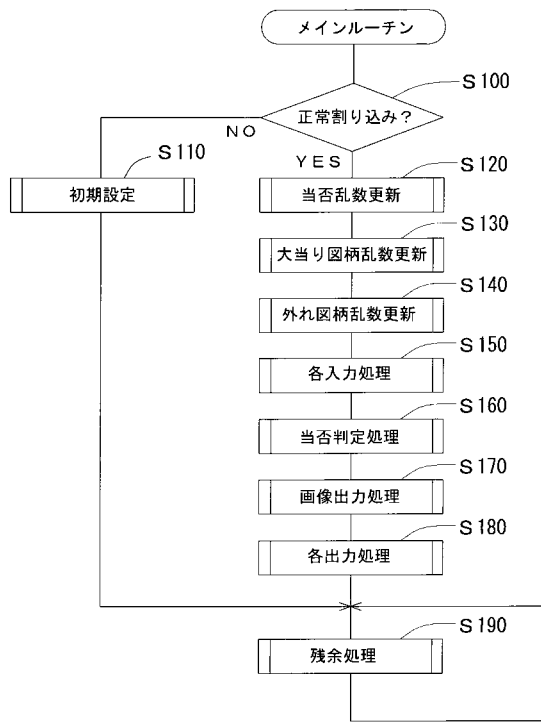 メインルーチン
S100
正常割り込み?
NO
YES
S110
初期設定
S120
当否乱数更新
S130
大当り図柄乱数更新
S140
外れ図柄乱数更新
S150
各入力処理
S160
当否判定処理
S170
画像出力処理
S180
各出力処理
S190
残余処理